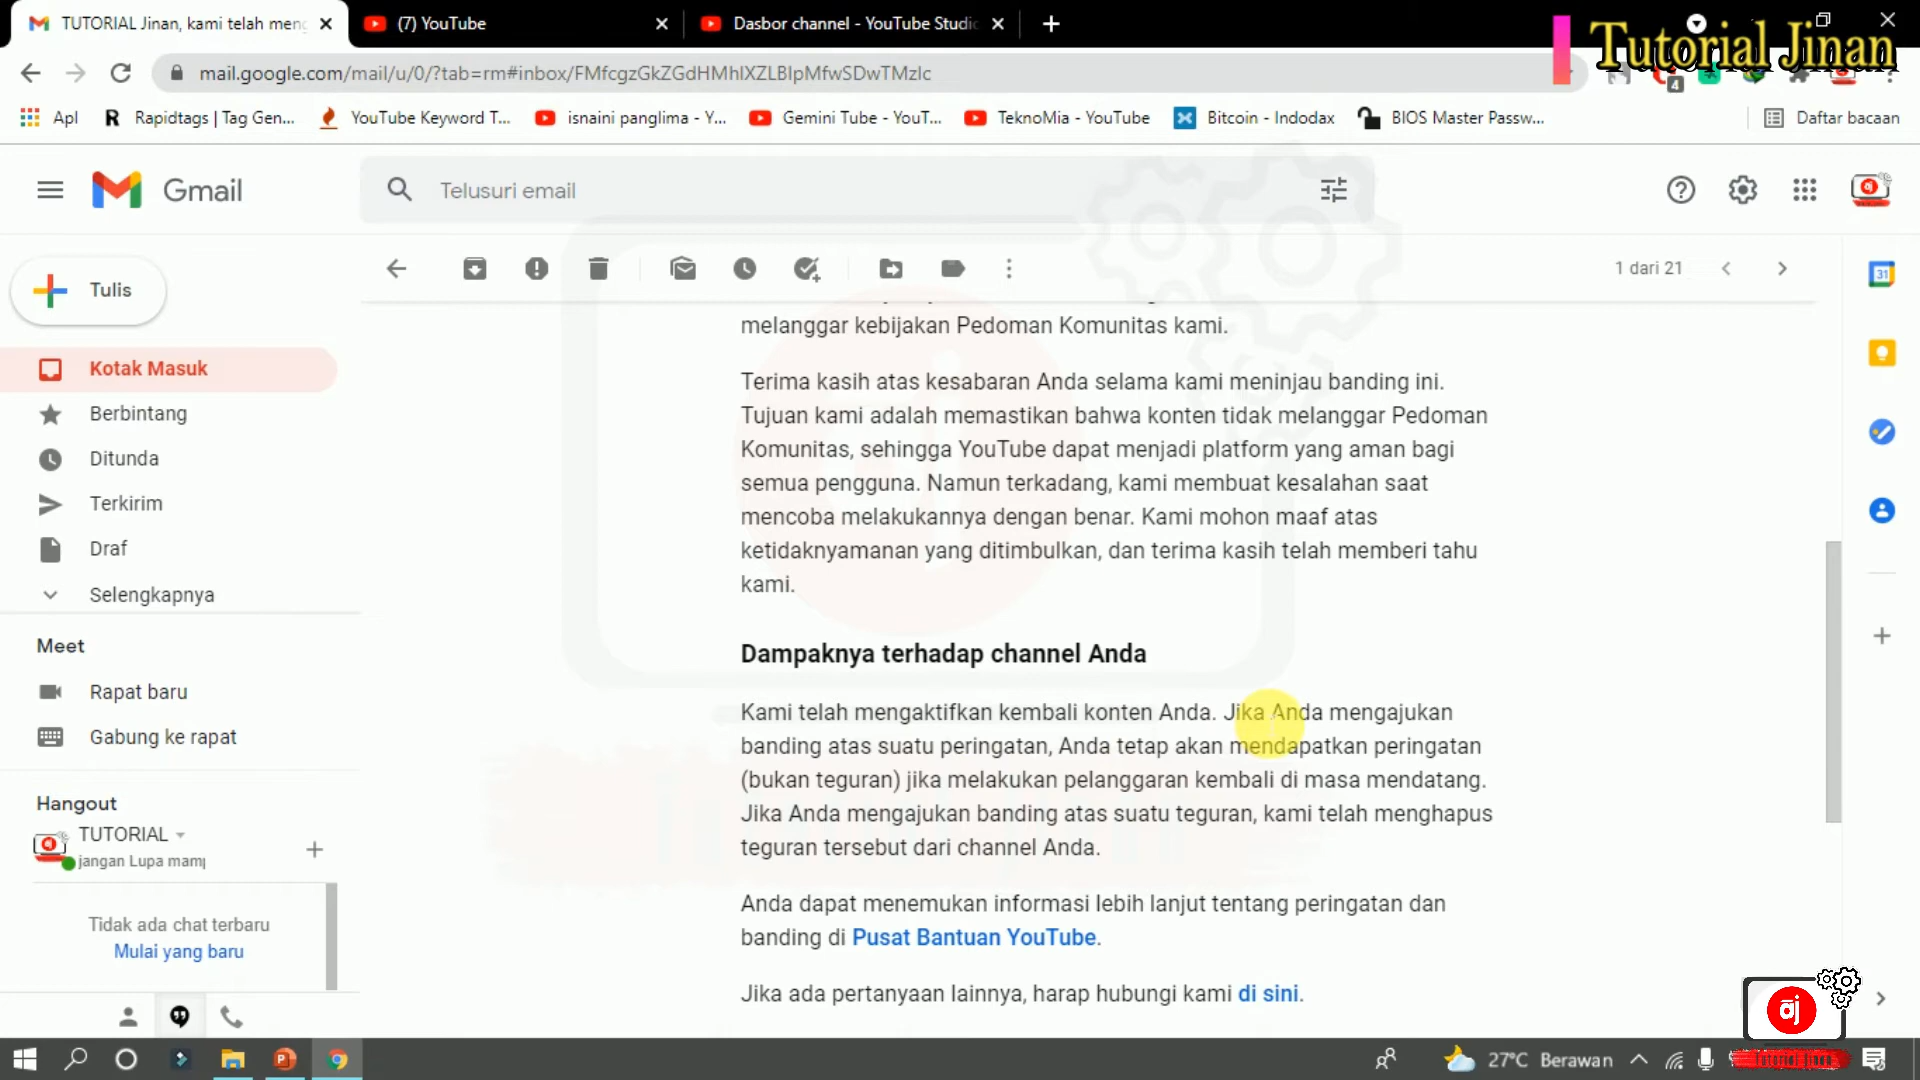 TUTORIAL Jinan, kami telah meng
(7) YouTube
Dasbor channel - YouTube Studio
Tutorial Jinan
mail.google.com/mail/u/0/?tab=rm#inbox/FMfcgzGkZGdHMhlXZLBlpMfwSDwTMzlc
4
Apl
Rapidtags | Tag Gen...
YouTube Keyword T...
isnaini panglima - Y...
Gemini Tube - YouT...
TeknoMia - YouTube
Bitcoin - Indodax
BIOS Master Passw...
Daftar bacaan
Gmail
Telusuri email
Tulis
1 dari 21
31
Kotak Masuk
Berbintang
Ditunda
Terkirim
Draf
Selengkapnya
Meet
Rapat baru
Gabung ke rapat
Hangout
TUTORIAL
jangan Lupa mamp
Tidak ada chat terbaru
Mulai yang baru
melanggar kebijakan Pedoman Komunitas kami.
Terima kasih atas kesabaran Anda selama kami meninjau banding ini.
Tujuan kami adalah memastikan bahwa konten tidak melanggar Pedoman
Komunitas, sehingga YouTube dapat menjadi platform yang aman bagi
semua pengguna. Namun terkadang, kami membuat kesalahan saat
mencoba melakukannya dengan benar. Kami mohon maaf atas
ketidaknyamanan yang ditimbulkan, dan terima kasih telah memberi tahu
kami.
Dampaknya terhadap channel Anda
Kami telah mengaktifkan kembali konten Anda. Jika Anda mengajukan
banding atas suatu peringatan, Anda tetap akan mendapatkan peringatan
(bukan teguran) jika melakukan pelanggaran kembali di masa mendatang.
Jika Anda mengajukan banding atas suatu teguran, kami telah menghapus
teguran tersebut dari channel Anda.
Anda dapat menemukan informasi lebih lanjut tentang peringatan dan
banding di Pusat Bantuan YouTube.
Jika ada pertanyaan lainnya, harap hubungi kami di sini.
aj
Tutorial Jinan
27°C Berawan